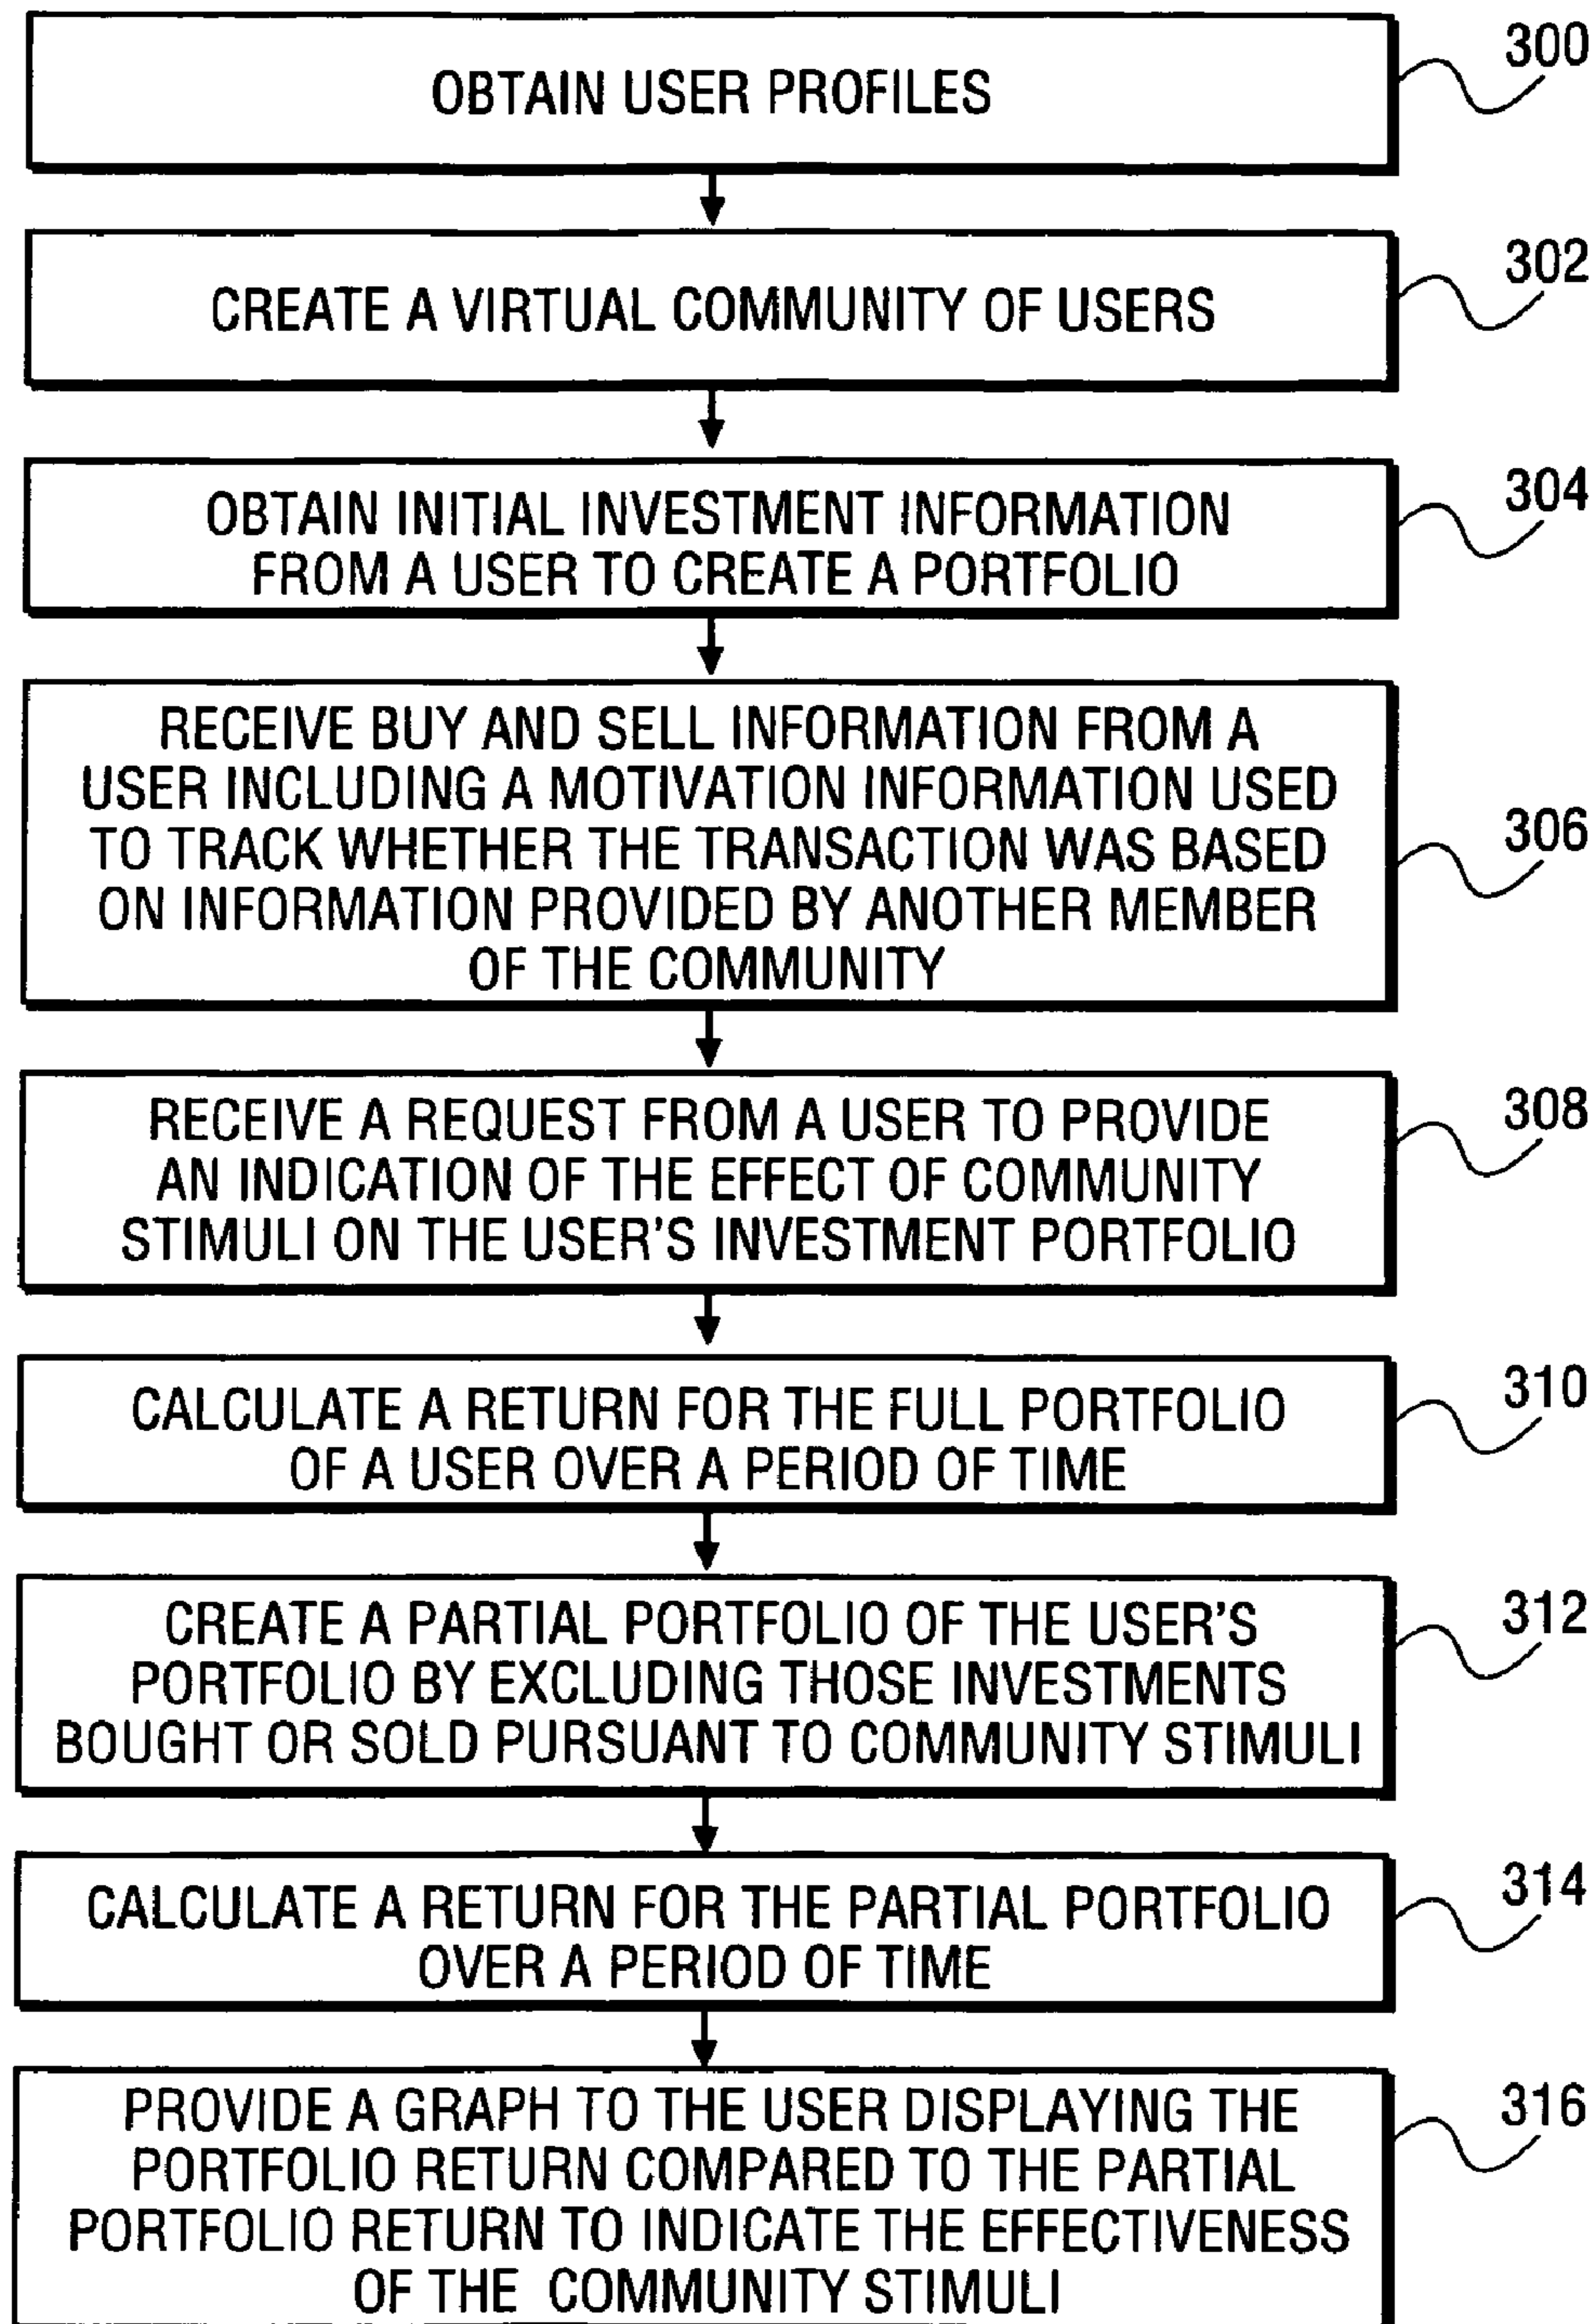 OBTAIN USER PROFILES
300
CREATE A VIRTUAL COMMUNITY OF USERS
302
OBTAIN INITIAL INVESTMENT INFORMATION
FROM A USER TO CREATE A PORTFOLIO
304
RECEIVE BUY AND SELL INFORMATION FROM A
USER INCLUDING A MOTIVATION INFORMATION USED
TO TRACK WHETHER THE TRANSACTION WAS BASED
ON INFORMATION PROVIDED BY ANOTHER MEMBER
OF THE COMMUNITY
306
RECEIVE A REQUEST FROM A USER TO PROVIDE
AN INDICATION OF THE EFFECT OF COMMUNITY
STIMULI ON THE USER'S INVESTMENT PORTFOLIO
308
CALCULATE A RETURN FOR THE FULL PORTFOLIO
OF A USER OVER A PERIOD OF TIME
310
CREATE A PARTIAL PORTFOLIO OF THE USER'S
PORTFOLIO BY EXCLUDING THOSE INVESTMENTS
BOUGHT OR SOLD PURSUANT TO COMMUNITY STIMULI
312
CALCULATE A RETURN FOR THE PARTIAL PORTFOLIO
OVER A PERIOD OF TIME
314
PROVIDE A GRAPH TO THE USER DISPLAYING THE
PORTFOLIO RETURN COMPARED TO THE PARTIAL
PORTFOLIO RETURN TO INDICATE THE EFFECTIVENESS
OF THE COMMUNITY STIMULI
316